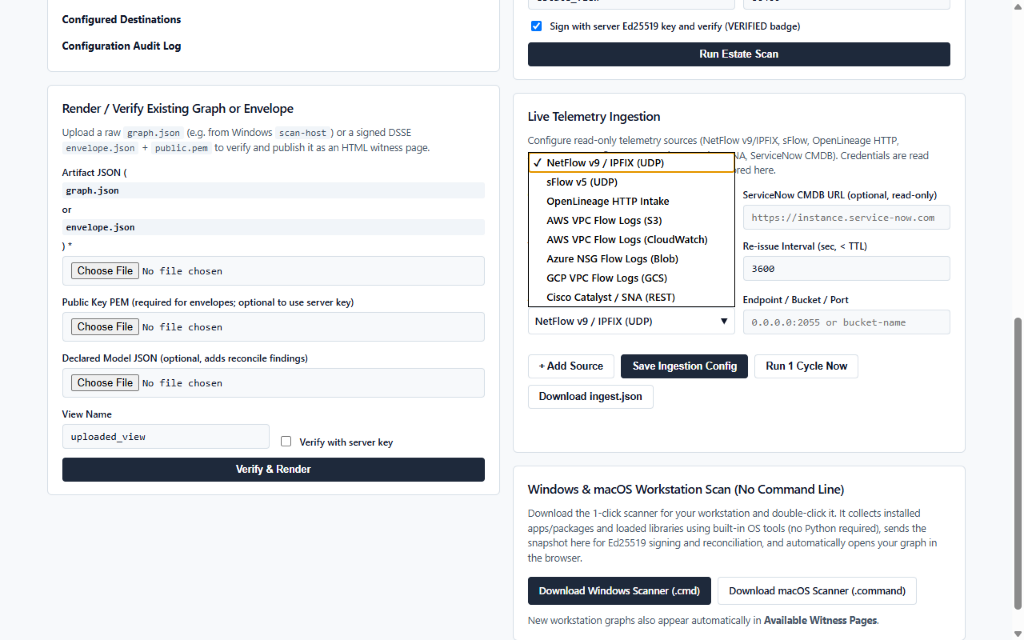 Configured Destinations
Configuration Audit Log
Render / Verify Existing Graph or Envelope
Upload a raw graph.json (e.g. from Windows scan-host ) or a signed DSSE
envelope.json + public.pem to verify and publish it as an HTML witness page.
Artifact JSON (
graph.json
or
envelope.json
) *
Choose File No file chosen
Public Key PEM (required for envelopes; optional to use server key)
Choose File No file chosen
Declared Model JSON (optional, adds reconcile findings)
Choose File No file chosen
View Name
uploaded_view
Verify with server key
Verify & Render
Sign with server Ed25519 key and verify (VERIFIED badge)
Run Estate Scan
Live Telemetry Ingestion
Configure read-only telemetry sources (NetFlow v9/IPFIX, sFlow, OpenLineage HTTP,
NA, ServiceNow CMDB). Credentials are read
red here.
✓ NetFlow v9 / IPFIX (UDP)
sFlow v5 (UDP)
OpenLineage HTTP Intake
AWS VPC Flow Logs (S3)
AWS VPC Flow Logs (CloudWatch)
Azure NSG Flow Logs (Blob)
GCP VPC Flow Logs (GCS)
Cisco Catalyst / SNA (REST)
NetFlow v9 / IPFIX (UDP)
ServiceNow CMDB URL (optional, read-only)
https://instance.service-now.com
Re-issue Interval (sec, < TTL)
3600
Endpoint / Bucket / Port
0.0.0.0:2055 or bucket-name
+ Add Source
Save Ingestion Config
Run 1 Cycle Now
Download ingest.json
Windows & macOS Workstation Scan (No Command Line)
Download the 1-click scanner for your workstation and double-click it. It collects installed
apps/packages and loaded libraries using built-in OS tools (no Python required), sends the
snapshot here for Ed25519 signing and reconciliation, and automatically opens your graph in
the browser.
Download Windows Scanner (.cmd)
Download macOS Scanner (.command)
New workstation graphs also appear automatically in Available Witness Pages.